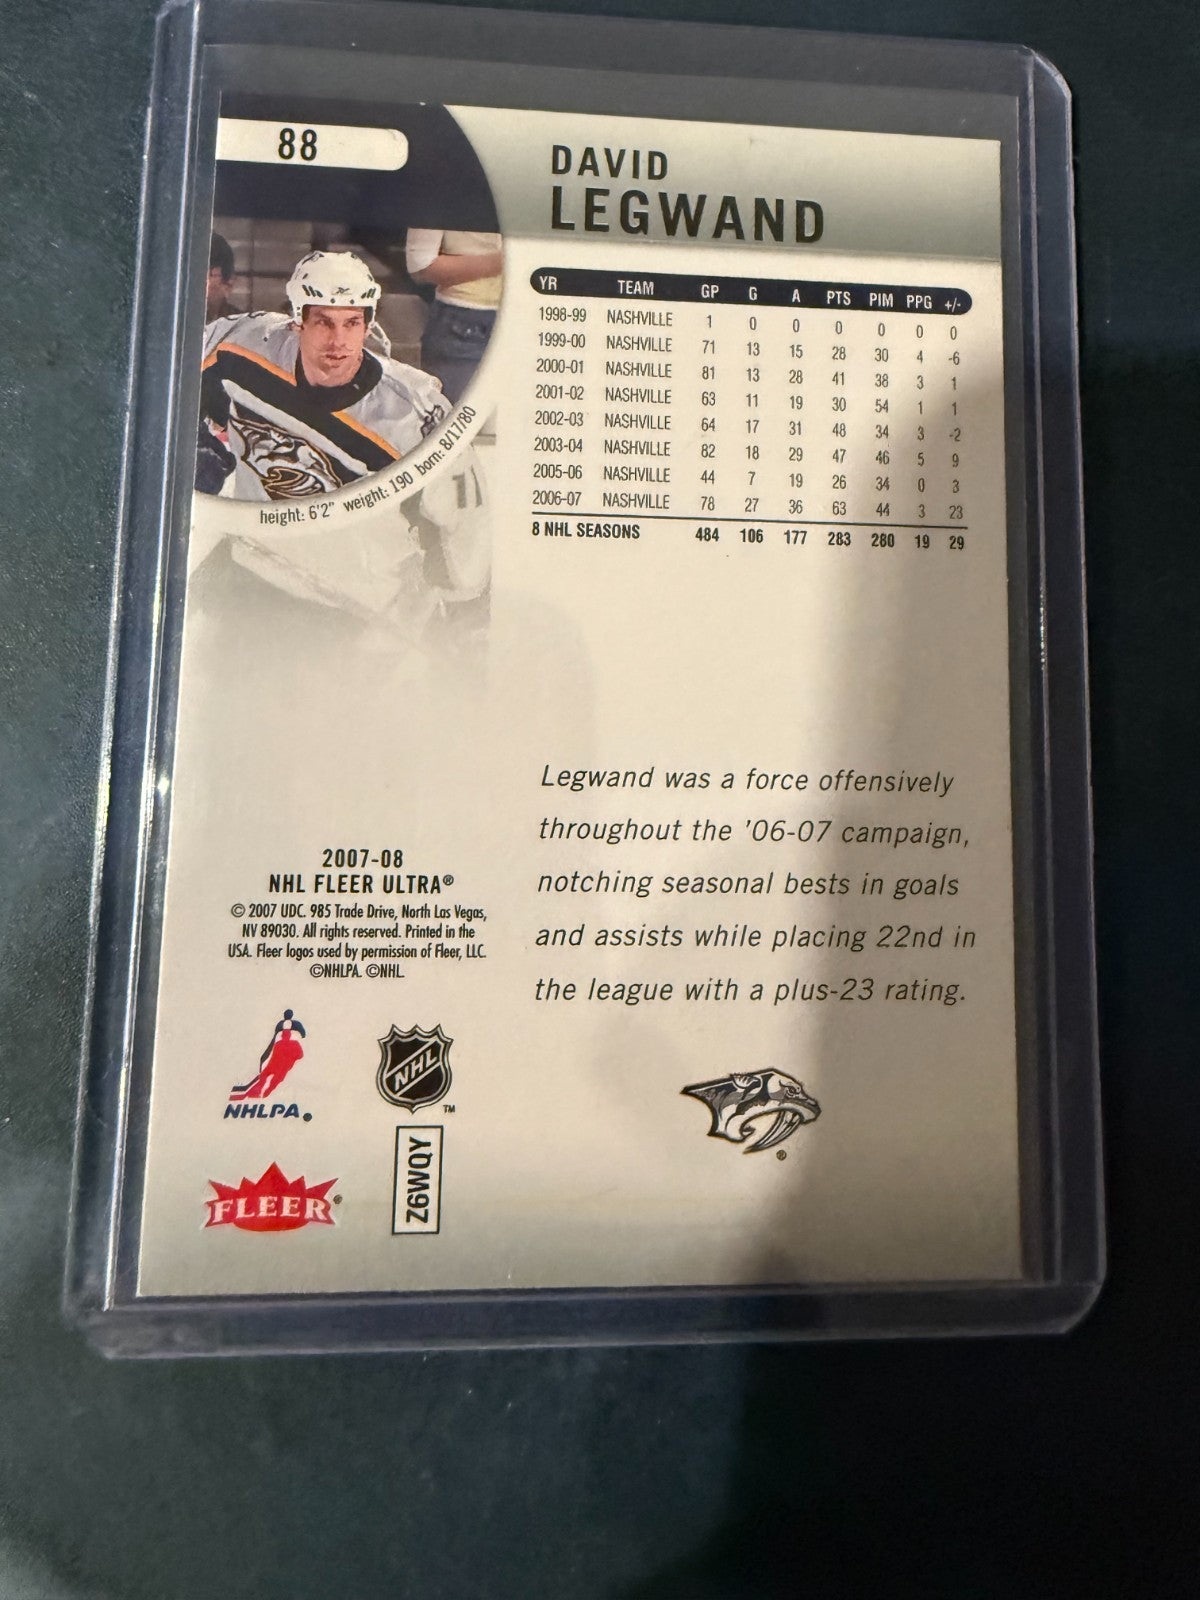 88
DAVID
LEGWAND
height: 6'2" weight: 190 born: 8/17/80
YR TEAM GP G A PTS PIM PPG +/-
1998-99 NASHVILLE 1 0 0 0 0 0 0
1999-00 NASHVILLE 71 13 15 28 30 4 -6
2000-01 NASHVILLE 81 13 28 41 38 3 1
2001-02 NASHVILLE 63 11 19 30 54 1 1
2002-03 NASHVILLE 64 17 31 48 34 3 -2
2003-04 NASHVILLE 82 18 29 47 46 5 9
2005-06 NASHVILLE 44 7 19 26 34 0 3
2006-07 NASHVILLE 78 27 36 63 44 3 23
8 NHL SEASONS 484 106 177 283 280 19 29
Legwand was a force offensively
throughout the '06-07 campaign,
notching seasonal bests in goals
and assists while placing 22nd in
the league with a plus-23 rating.
2007-08
NHL FLEER ULTRA®
© 2007 UDC. 985 Trade Drive, North Las Vegas,
NV 89030. All rights reserved. Printed in the
USA. Fleer logos used by permission of Fleer, LLC.
©NHLPA. ©NHL.
NHLPA®
NHL TM
FLEER®
Z6WQY
®